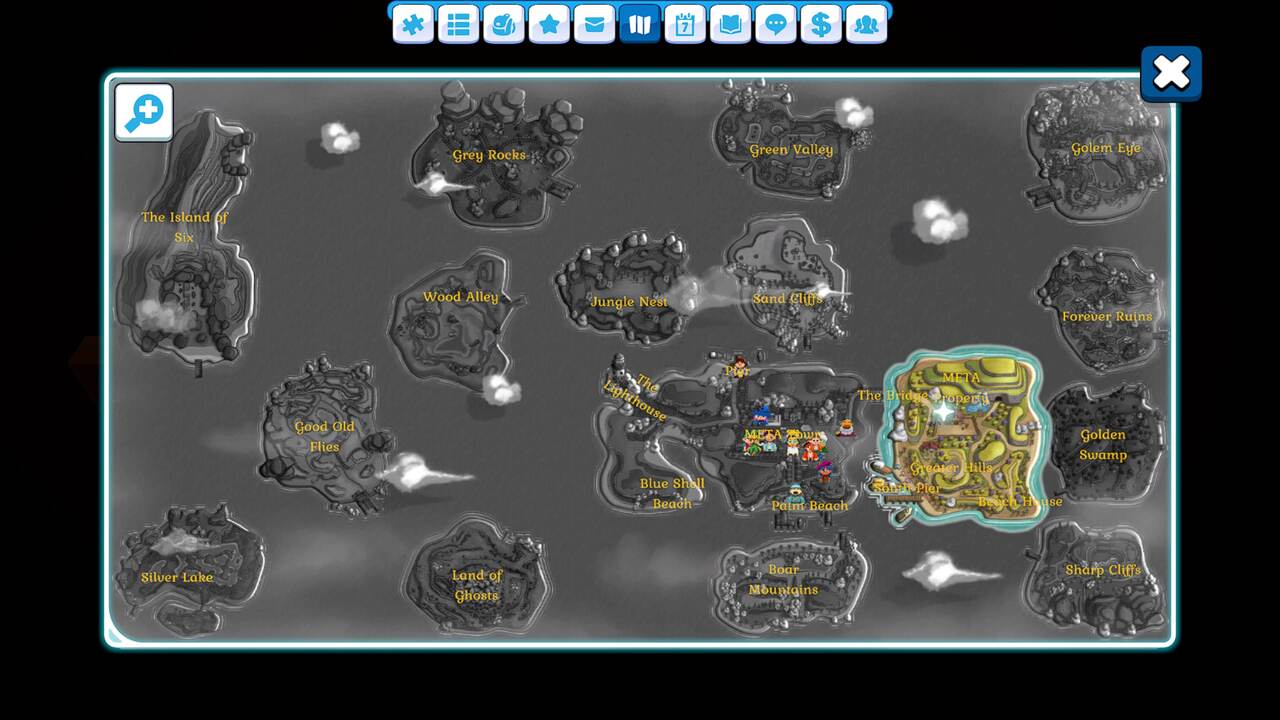 7
$
Grey Rocks
Green Valley
Golem Eye
The Island of
Six
Wood Alley
Jungle Nest
Sand Cliffs
Forever Ruins
The
Lighthouse
Pier
META
The Bridge
Property
Good Old
Flies
META Town
Golden
Swamp
Greater Hills
Blue Shell
Beach
South Pier
Palm Beach
Beach House
Silver Lake
Land of
Ghosts
Boar
Mountains
Sharp Cliffs